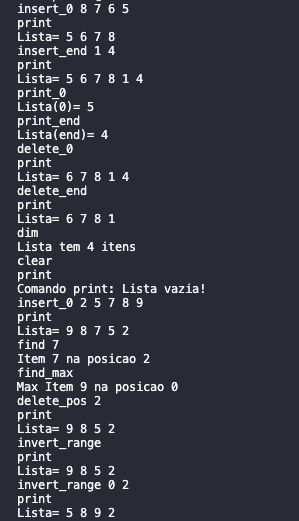 insert_0 8 7 6 5
print
Lista= 5 6 7 8
insert_end 1 4
print
Lista= 5 6 7 8 1 4
print_0
Lista(0)= 5
print_end
Lista(end)= 4
delete_0
print
Lista= 6 7 8 1 4
delete_end
print
Lista= 6 7 8 1
dim
Lista tem 4 itens
clear
print
Comando print: Lista vazia!
insert_0 2 5 7 8 9
print
Lista= 9 8 7 5 2
find 7
Item 7 na posicao 2
find_max
Max Item 9 na posicao 0
delete_pos 2
print
Lista= 9 8 5 2
invert_range
print
Lista= 9 8 5 2
invert_range 0 2
print
Lista= 5 8 9 2